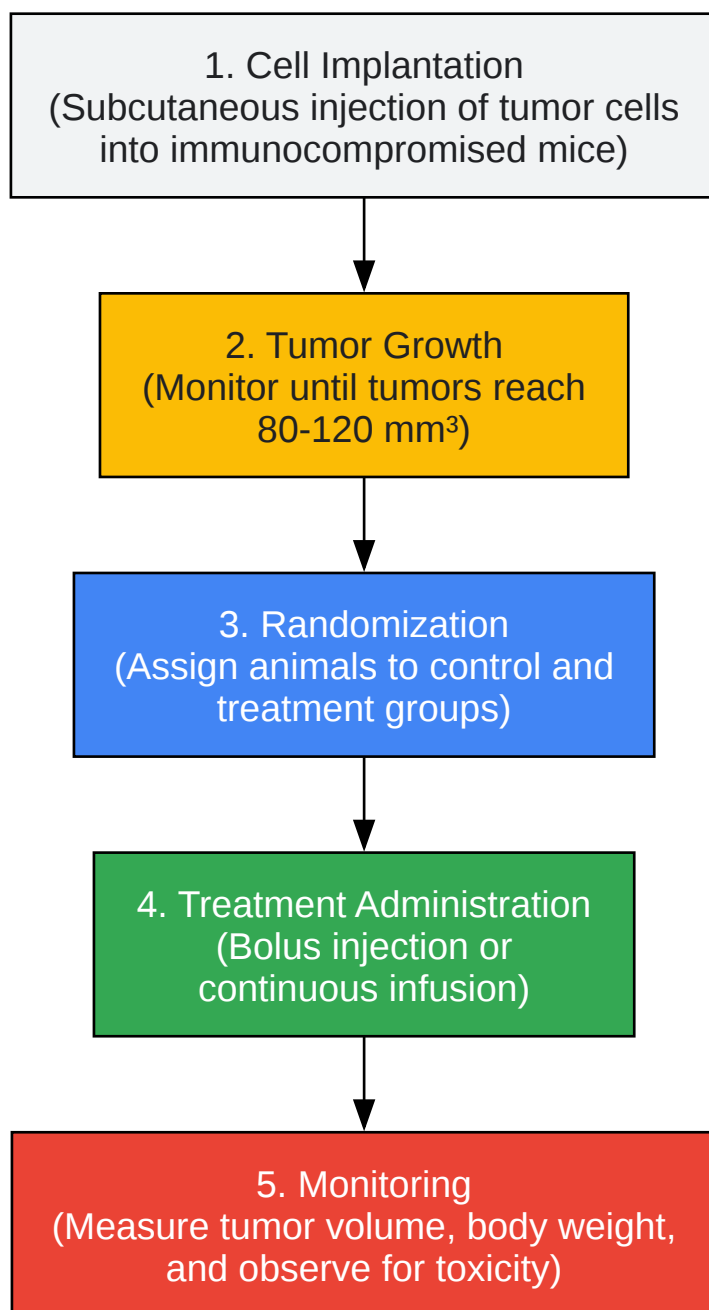 1. Cell Implantation
(Subcutaneous injection of tumor cells
into immunocompromised mice)
2. Tumor Growth
(Monitor until tumors reach
80-120 mm³)
3. Randomization
(Assign animals to control and
treatment groups)
4. Treatment Administration
(Bolus injection or
continuous infusion)
5. Monitoring
(Measure tumor volume, body weight,
and observe for toxicity)